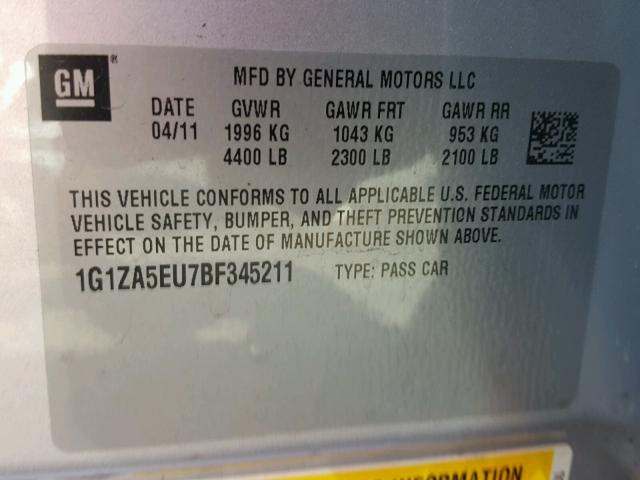 GM ®
MFD BY GENERAL MOTORS LLC
DATE GVWR GAWR FRT GAWR RR
04/11 1996 KG 1043 KG 953 KG
4400 LB 2300 LB 2100 LB
THIS VEHICLE CONFORMS TO ALL APPLICABLE U.S. FEDERAL MOTOR
VEHICLE SAFETY, BUMPER, AND THEFT PREVENTION STANDARDS IN
EFFECT ON THE DATE OF MANUFACTURE SHOWN ABOVE.
1G1ZA5EU7BF345211 TYPE: PASS CAR
INFORMATION